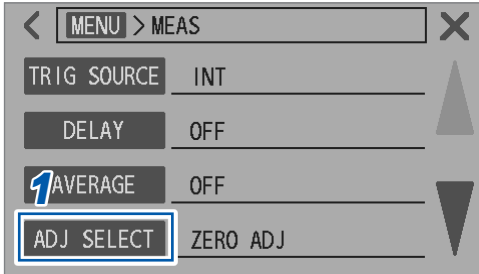 MENU > MEAS
TRIG SOURCE INT
DELAY OFF
1 AVERAGE OFF
ADJ SELECT ZERO ADJ